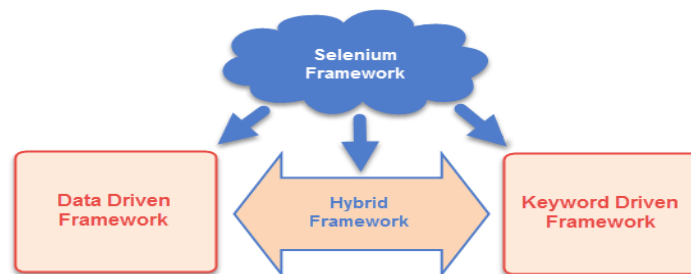 Selenium
Framework
Data Driven
Framework
Hybrid
Framework
Keyword Driven
Framework